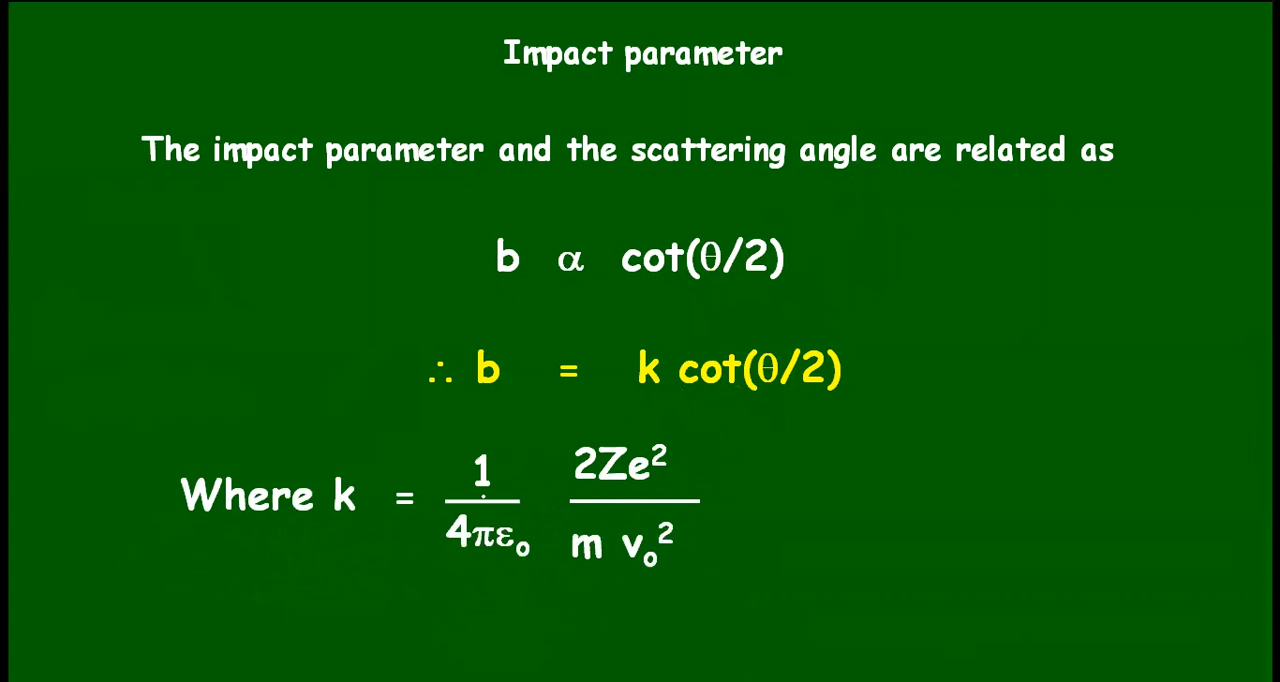 Impact parameter
The impact parameter and the scattering angle are related as
b α cot(θ/2)
∴ b = k cot(θ/2)
Where k = 1/4πε₀ 2Ze²/m v₀²